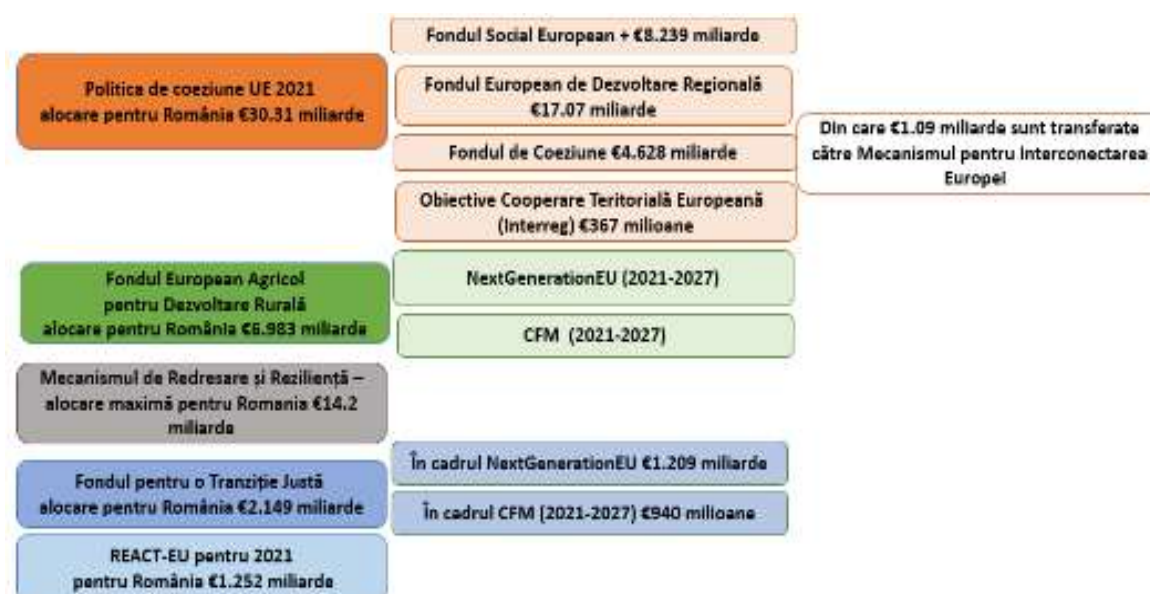 Fondul Social European + €8.239 miliarde
Politica de coeziune UE 2021
alocare pentru România €30.31 miliarde
Fondul European de Dezvoltare Regională
€17.07 miliarde
Fondul de Coeziune €4.628 miliarde
Din care €1.09 miliarde sunt transferate
către Mecanismul pentru Interconectarea
Europei
Obiective Cooperare Teritorială Europeană
(Interreg) €367 milioane
Fondul European Agricol
pentru Dezvoltare Rurală
alocare pentru România €6.983 miliarde
NextGenerationEU (2021-2027)
CFM (2021-2027)
Mecanismul de Redresare și Reziliență –
alocare maximă pentru Romania €14.2
miliarde
Fondul pentru o Tranziție Justă
alocare pentru România €2.149 miliarde
În cadrul NextGenerationEU €1.209 miliarde
În cadrul CFM (2021-2027) €940 milioane
REACT-EU pentru 2021
pentru România €1.252 miliarde